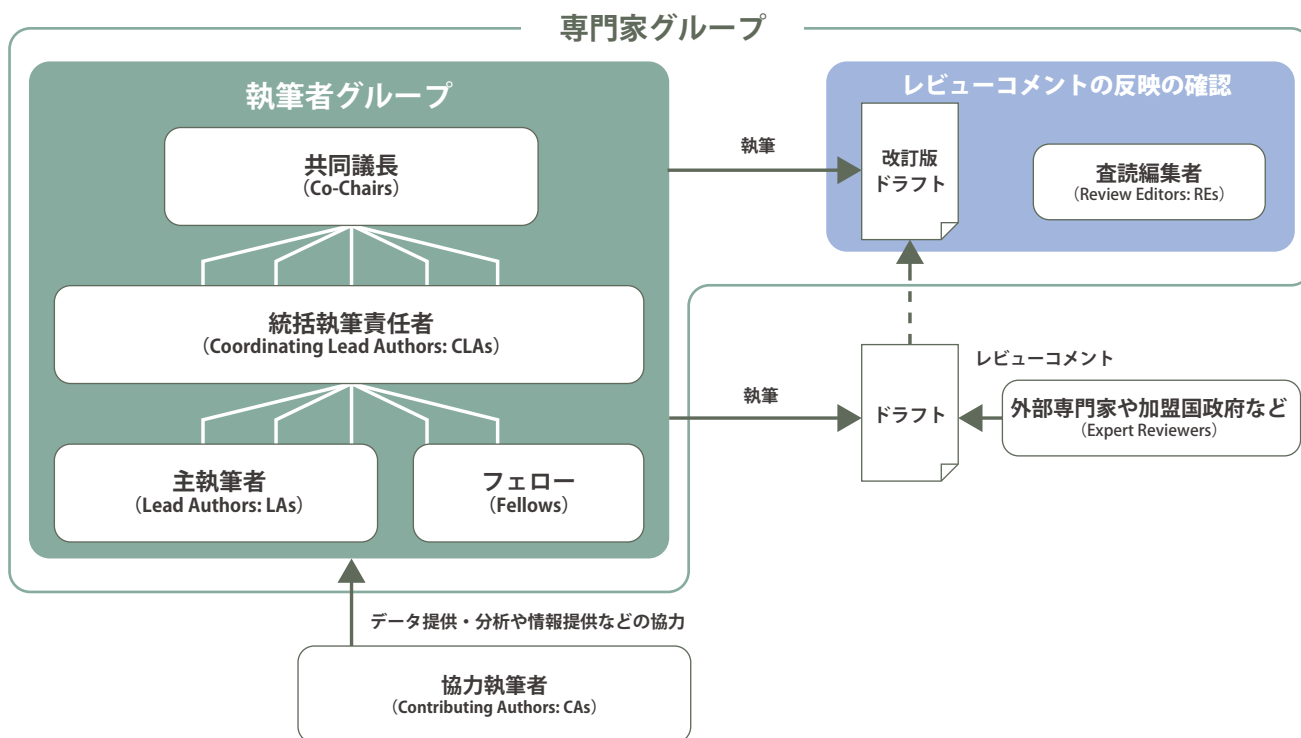 専門家グループ
執筆者グループ
共同議長
（Co-Chairs）
統括執筆責任者
（Coordinating Lead Authors: CLAs）
主執筆者
（Lead Authors: LAs）
フェロー
（Fellows）
執筆
レビューコメントの反映の確認
改訂版
ドラフト
査読編集者
（Review Editors: REs）
執筆
ドラフト
レビューコメント
外部専門家や加盟国政府など
（Expert Reviewers）
データ提供・分析や情報提供などの協力
協力執筆者
（Contributing Authors: CAs）